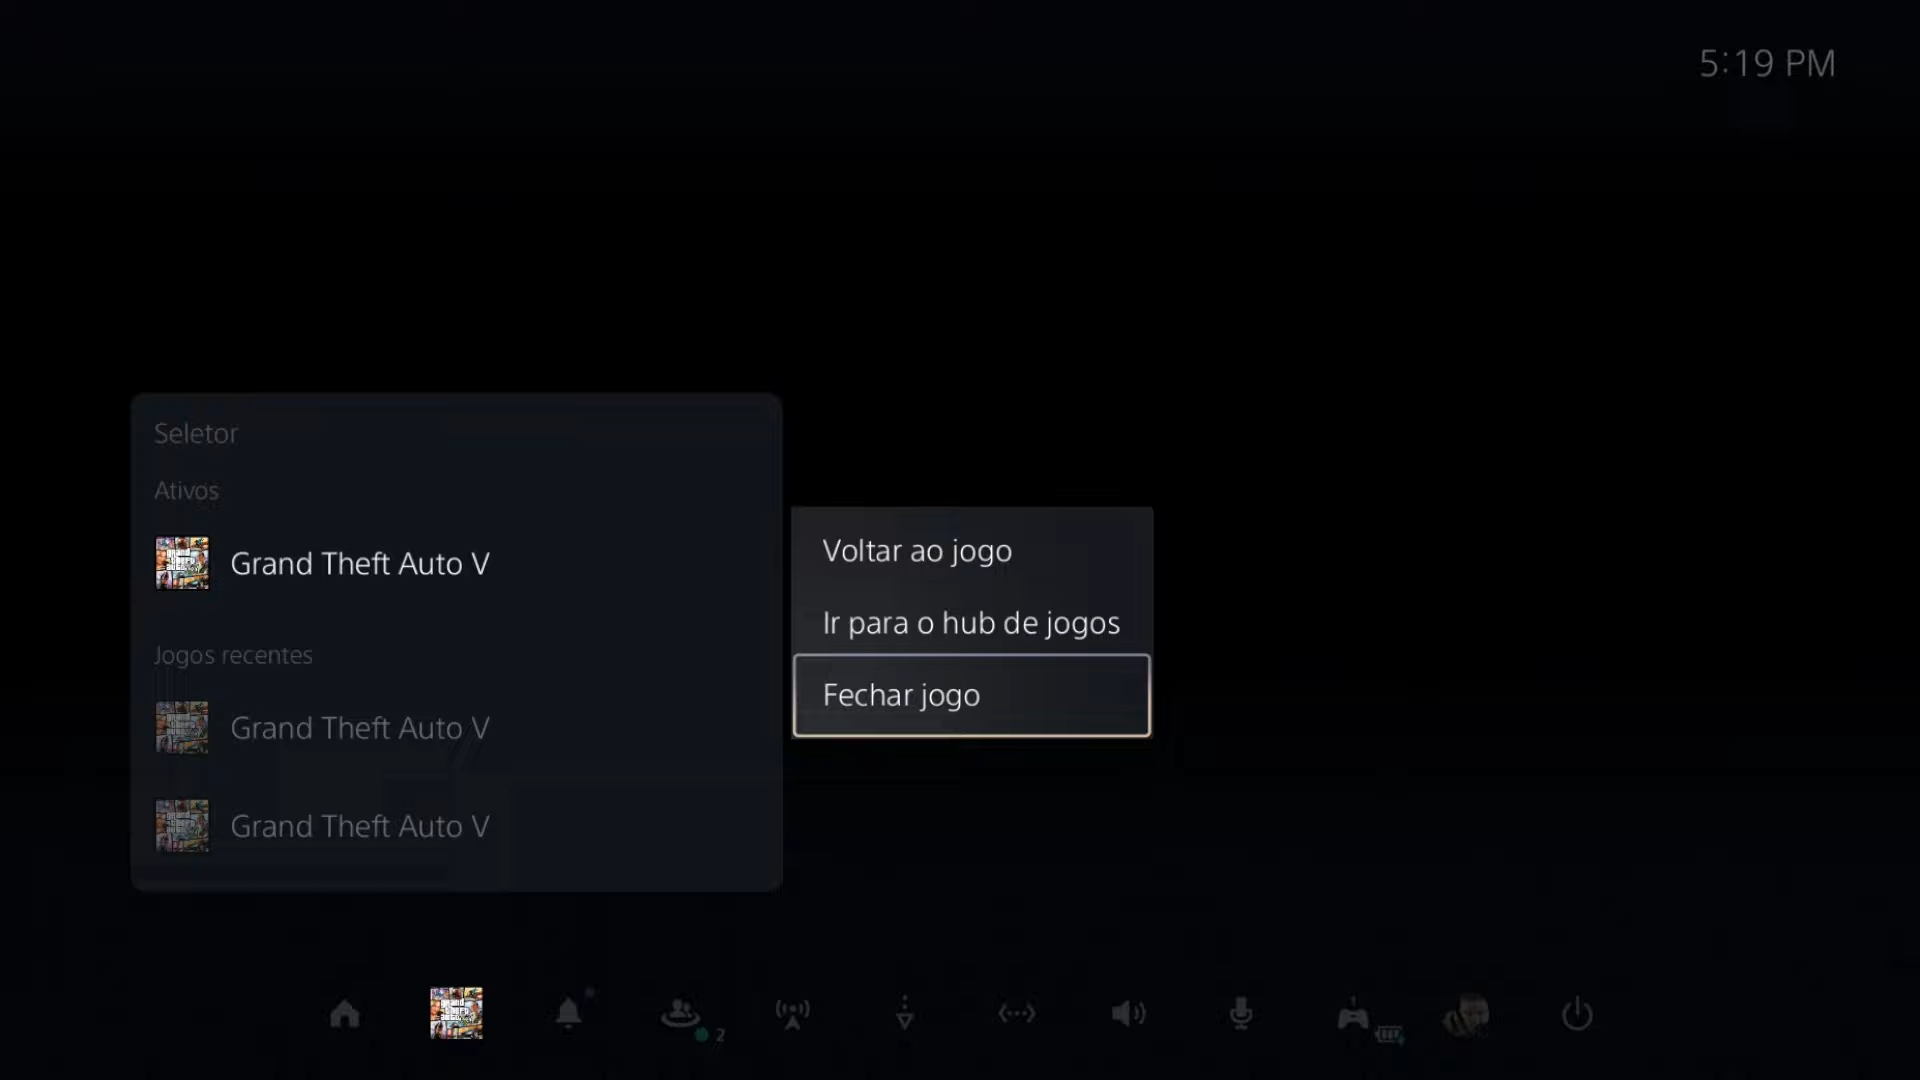 5:19 PM
Seletor
Ativos
Grand Theft Auto V
Voltar ao jogo
Ir para o hub de jogos
Fechar jogo
Jogos recentes
Grand Theft Auto V
Grand Theft Auto V
2